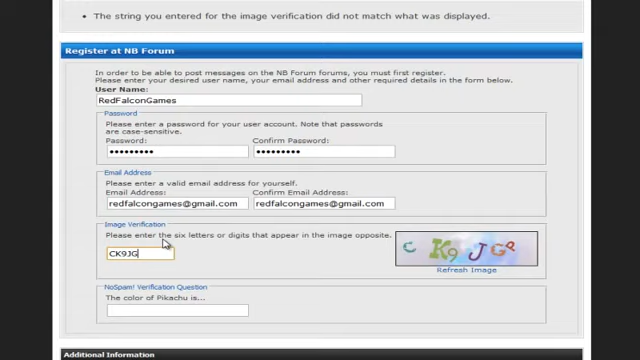 • The string you entered for the image verification did not match what was displayed.
Register at NB Forum
In order to be able to post messages on the NB Forum forums, you must first register.
Please enter your desired user name, your email address and other required details in the form below.
User Name:
RedFalconGames
Password
Please enter a password for your user account. Note that passwords
are case-sensitive.
Password: Confirm Password:
••••••••• •••••••••
Email Address
Please enter a valid email address for yourself.
Email Address: Confirm Email Address:
redfalcongames@gmail.com redfalcongames@gmail.com
Image Verification
Please enter the six letters or digits that appear in the image opposite.
CK9JG
Refresh Image
NoSpam! Verification Question
The color of Pikachu is...
Additional Information